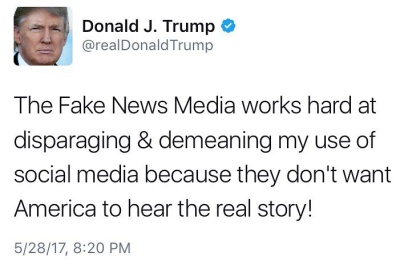 Donald J. Trump
@realDonaldTrump
The Fake News Media works hard at
disparaging & demeaning my use of
social media because they don't want
America to hear the real story!
5/28/17, 8:20 PM